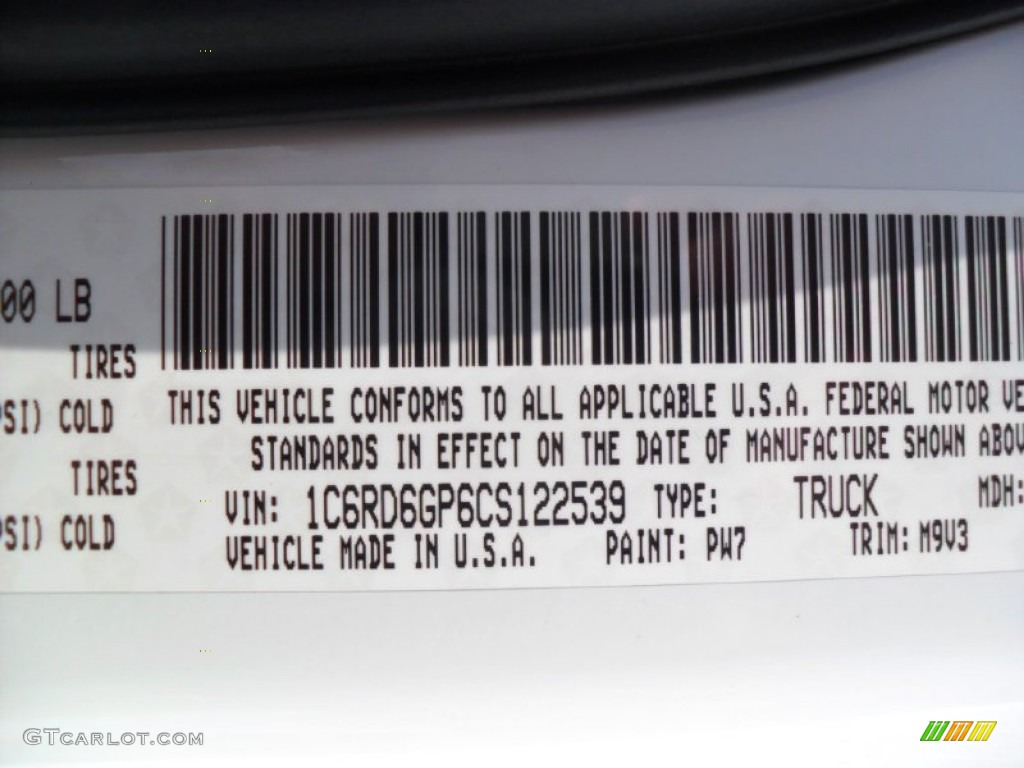 00 LB
TIRES
PSI) COLD
TIRES
PSI) COLD
THIS VEHICLE CONFORMS TO ALL APPLICABLE U.S.A. FEDERAL MOTOR VE
STANDARDS IN EFFECT ON THE DATE OF MANUFACTURE SHOWN ABOV
VIN: 1C6RD6GP6CS122539 TYPE: TRUCK MDH:
VEHICLE MADE IN U.S.A. PAINT: PW7 TRIM: M9V3
GTCARLOT.COM